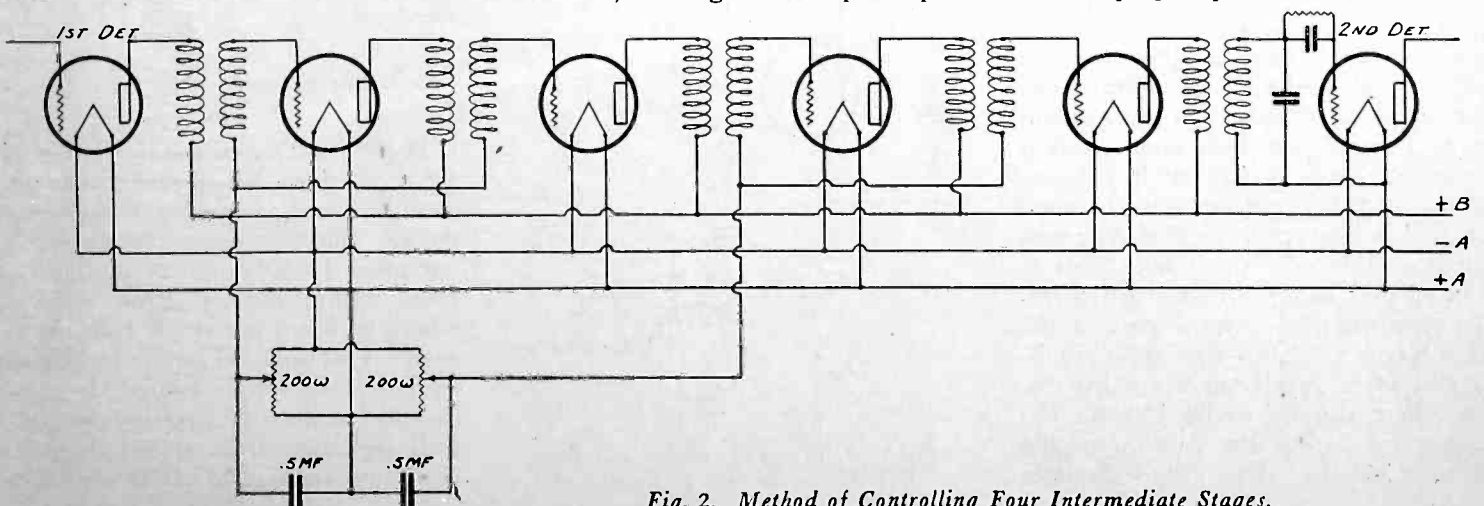 1ST DET
2ND DET
+B
-A
+A
200ω 200ω
.5MF .5MF
Fig. 2. Method of Controlling Four Intermediate Stages.